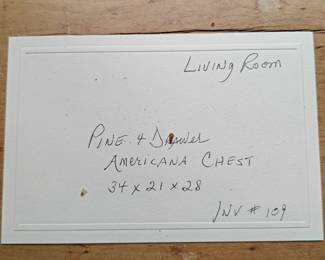 Living Room
Pine 4 Drawer
Americana Chest
34 x 21 x 28
Inv # 109